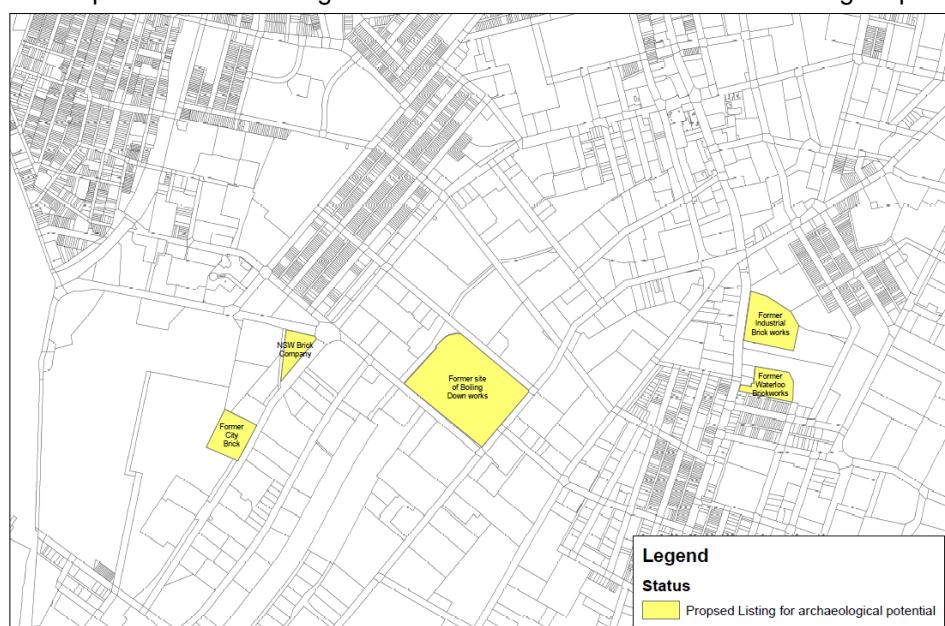 NSW Brick
Company
Former
City
Brick
Former site
of Boiling
Down works
Former
Industrial
Brick works
Former
Waterloo
Brickworks
Legend
Status
Propsed Listing for archaeological potential